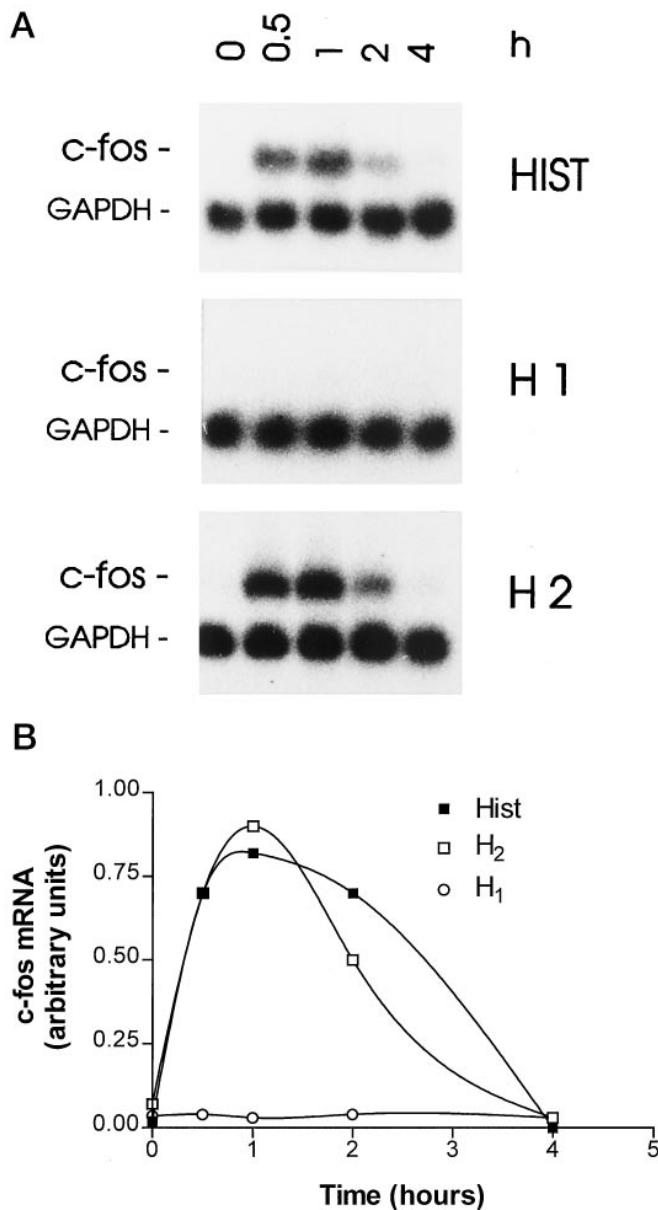 A
0 0.5 1 2 4 h
c-fos -
GAPDH -
HIST
c-fos -
GAPDH -
H 1
c-fos -
GAPDH -
H 2
B
c-fos mRNA
(arbitrary units)
1.00
0.75
0.50
0.25
0.00
Hist
H₂
H₁
0 1 2 3 4 5
Time (hours)